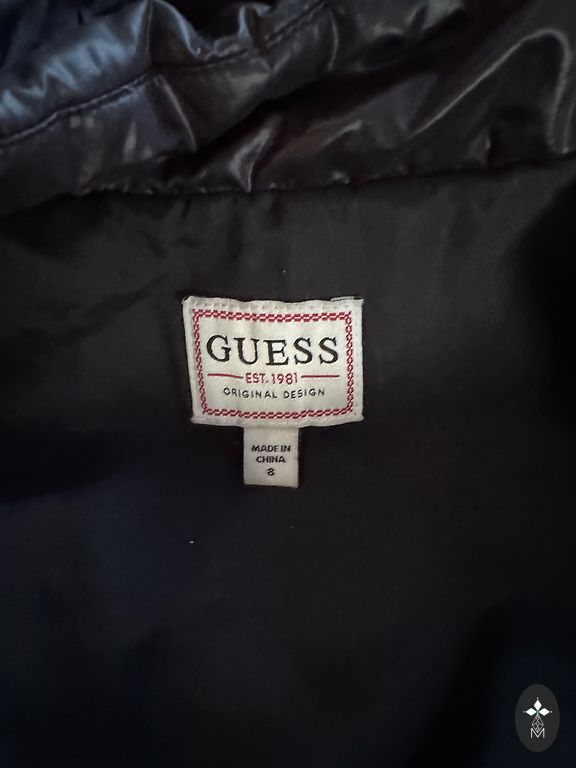 GUESS
EST. 1981
ORIGINAL DESIGN
MADE IN
CHINA
8